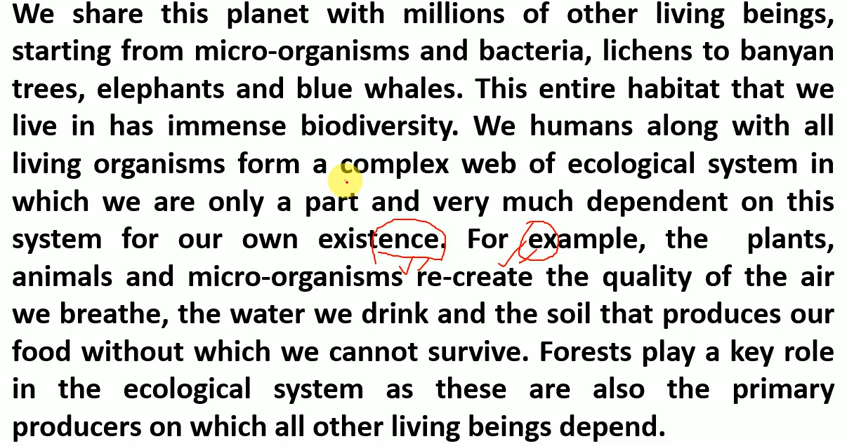 We share this planet with millions of other living beings,
starting from micro-organisms and bacteria, lichens to banyan
trees, elephants and blue whales. This entire habitat that we
live in has immense biodiversity. We humans along with all
living organisms form a complex web of ecological system in
which we are only a part and very much dependent on this
system for our own existence. For example, the plants,
animals and micro-organisms re-create the quality of the air
we breathe, the water we drink and the soil that produces our
food without which we cannot survive. Forests play a key role
in the ecological system as these are also the primary
producers on which all other living beings depend.